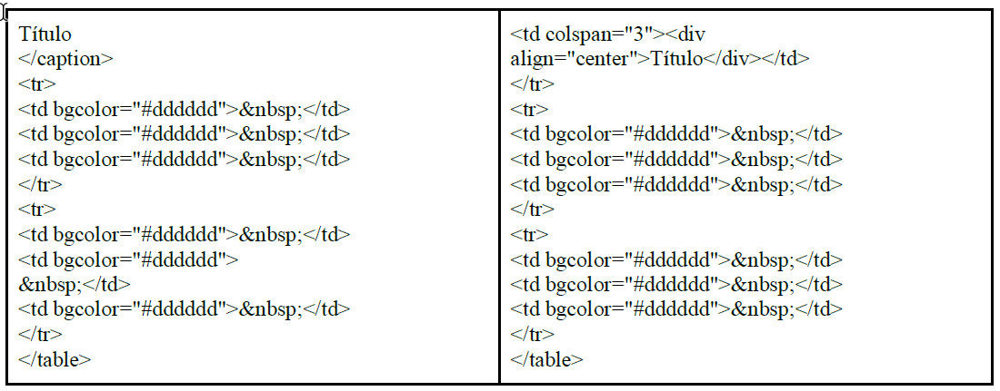 Título
</caption>
<tr>
<td bgcolor="#dddddd">&nbsp;</td>
<td bgcolor="#dddddd">&nbsp;</td>
<td bgcolor="#dddddd">&nbsp;</td>
</tr>
<tr>
<td bgcolor="#dddddd">&nbsp;</td>
<td bgcolor="#dddddd">
&nbsp;</td>
<td bgcolor="#dddddd">&nbsp;</td>
</tr>
</table>
<td colspan="3"><div
align="center">Título</div></td>
</tr>
<tr>
<td bgcolor="#dddddd">&nbsp;</td>
<td bgcolor="#dddddd">&nbsp;</td>
<td bgcolor="#dddddd">&nbsp;</td>
</tr>
<tr>
<td bgcolor="#dddddd">&nbsp;</td>
<td bgcolor="#dddddd">&nbsp;</td>
<td bgcolor="#dddddd">&nbsp;</td>
</tr>
</table>